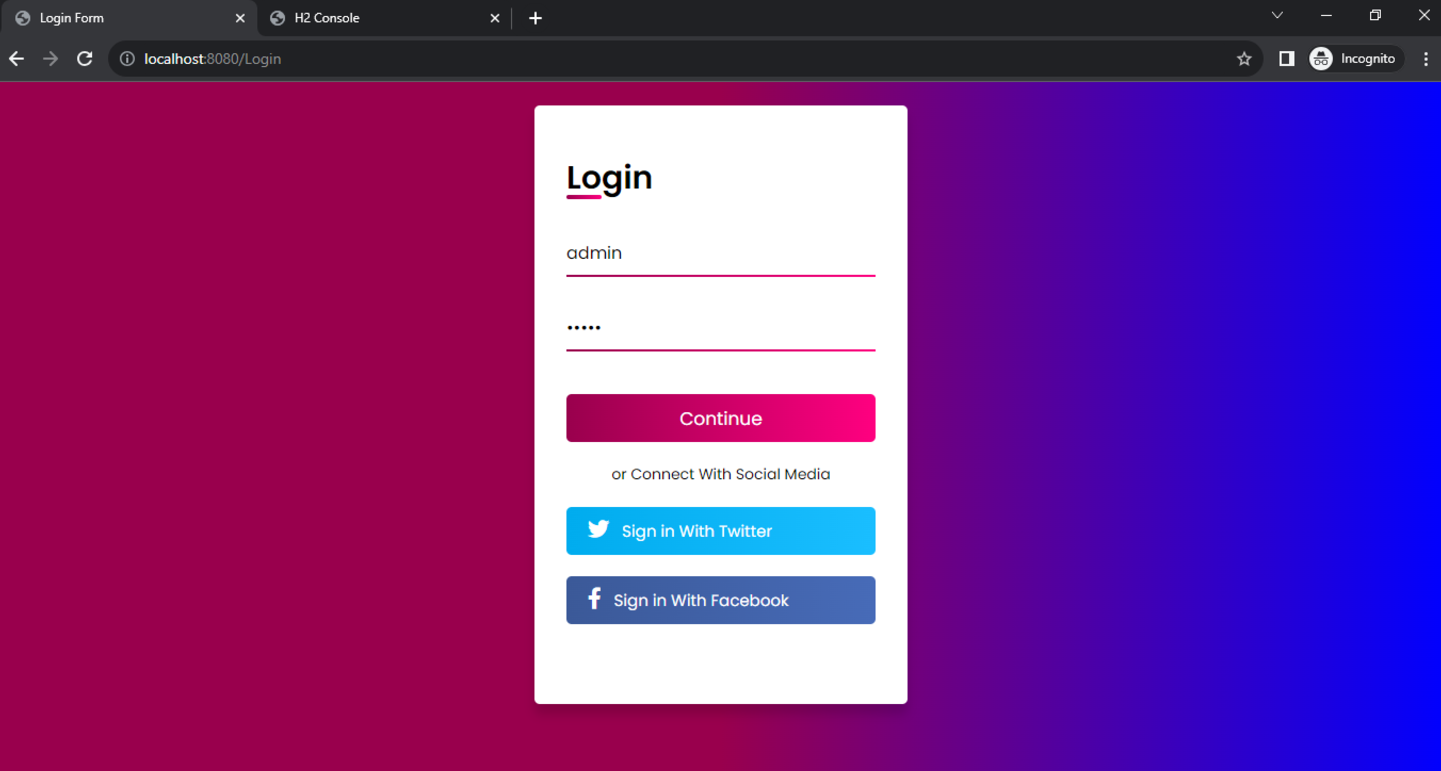 Login Form
H2 Console
localhost:8080/Login
Incognito
Login
admin
•••••
Continue
or Connect With Social Media
Sign in With Twitter
Sign in With Facebook